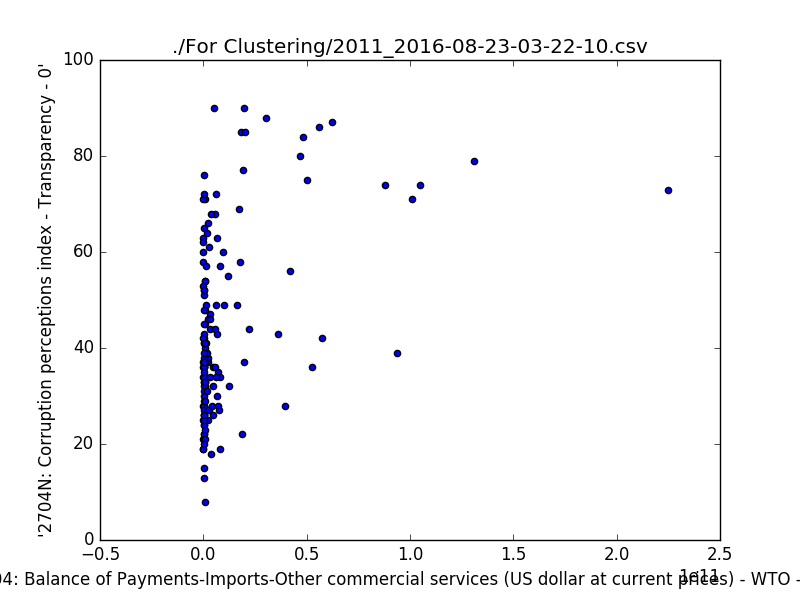 ./For Clustering/2011_2016-08-23-03-22-10.csv
'2704N: Corruption perceptions index - Transparency - 0'
100
80
60
40
20
0
−0.5 0.0 0.5 1.0 1.5 2.0 2.5
1e11
04: Balance of Payments-Imports-Other commercial services (US dollar at current prices) - WTO -